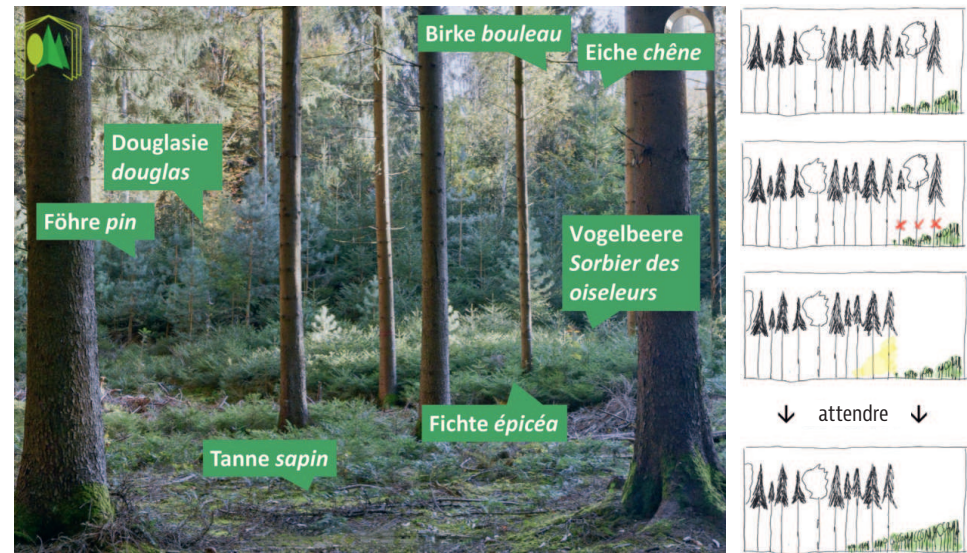 Birke bouleau
Eiche chêne
Douglasie
douglas
Föhre pin
Vogelbeere
Sorbier des
oiseleurs
Fichte épicéa
Tanne sapin
attendre